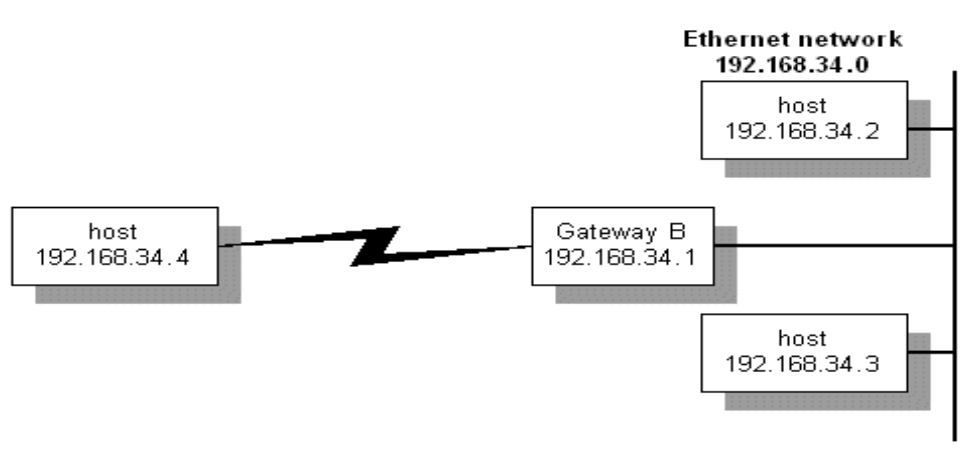 Ethernet network
192.168.34.0
host
192.168.34.2
host
192.168.34.4
Gateway B
192.168.34.1
host
192.168.34.3